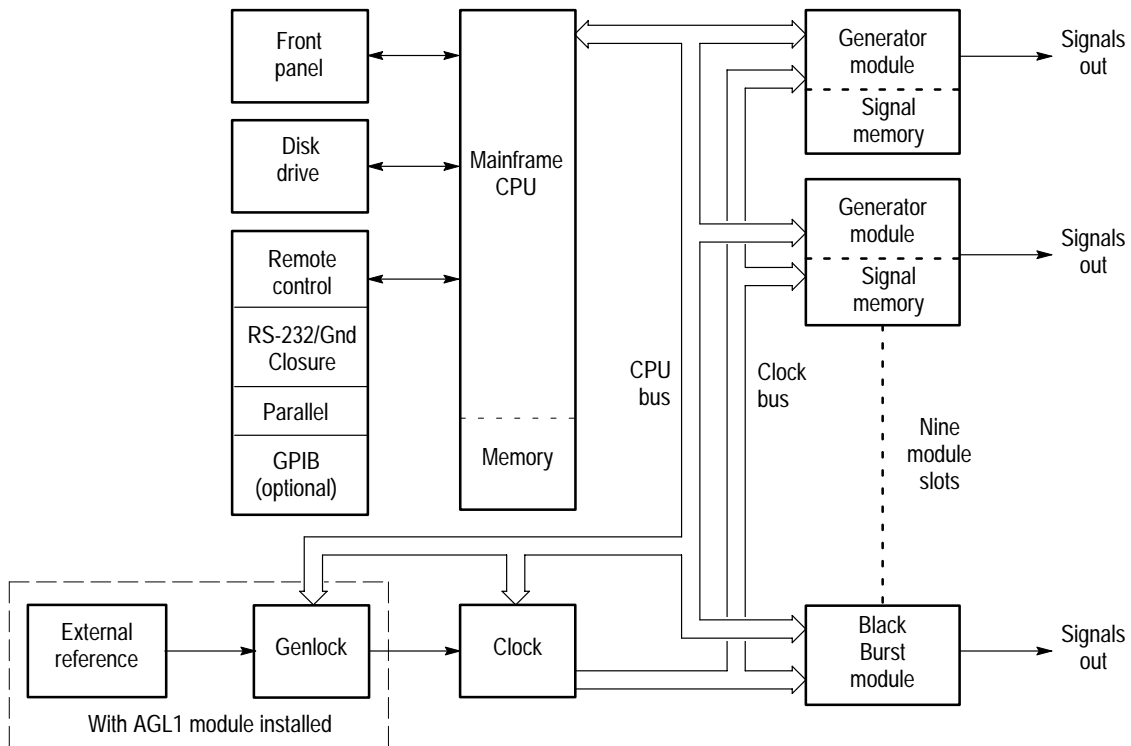 Front
panel
Disk
drive
Remote
control
RS-232/Gnd
Closure
Parallel
GPIB
(optional)
Mainframe
CPU
Memory
Generator
module
Signal
memory
Signals
out
Generator
module
Signal
memory
Signals
out
CPU
bus
Clock
bus
Nine
module
slots
External
reference
Genlock
With AGL1 module installed
Clock
Black
Burst
module
Signals
out